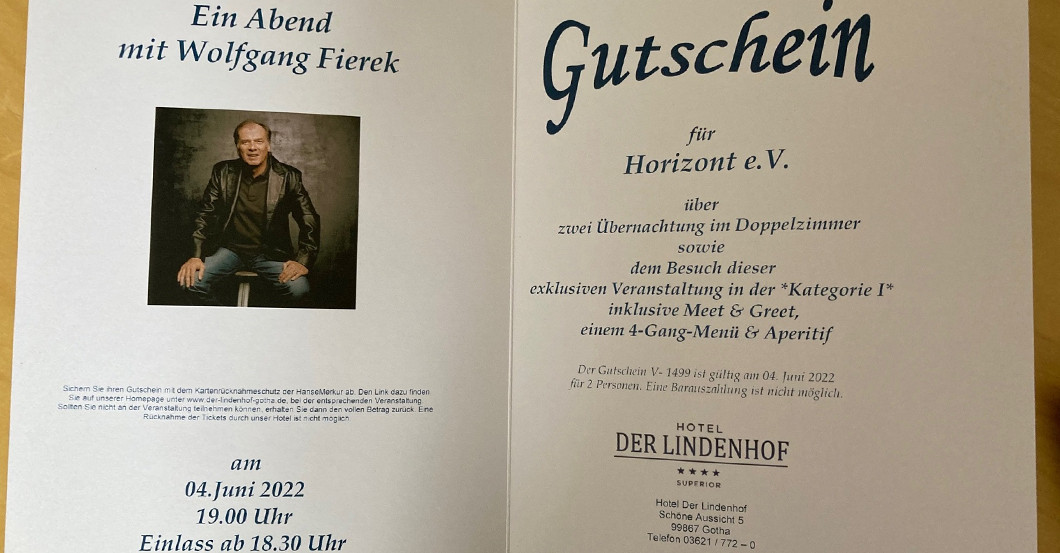 Ein Abend
mit Wolfgang Fierek
Sichern Sie ihren Gutschein mit dem Kartenrücknahmeschutz der HanseMerkur ab. Den Link dazu finden
Sie auf unserer Homepage unter www.der-lindenhof-gotha.de, bei der entsprechenden Veranstaltung.
Sollten Sie nicht an der Veranstaltung teilnehmen können, erhalten Sie dann den vollen Betrag zurück. Eine
Rücknahme der Tickets durch unser Hotel ist nicht möglich.
am
04.Juni 2022
19.00 Uhr
Einlass ab 18.30 Uhr
Gutschein
für
Horizont e.V.
über
zwei Übernachtung im Doppelzimmer
sowie
dem Besuch dieser
exklusiven Veranstaltung in der *Kategorie I*
inklusive Meet & Greet,
einem 4-Gang-Menü & Aperitif
Der Gutschein V- 1499 ist gültig am 04. Juni 2022
für 2 Personen. Eine Barauszahlung ist nicht möglich.
HOTEL
DER LINDENHOF
SUPERIOR
Hotel Der Lindenhof
Schöne Aussicht 5
99867 Gotha
Telefon 03621 / 772 – 0